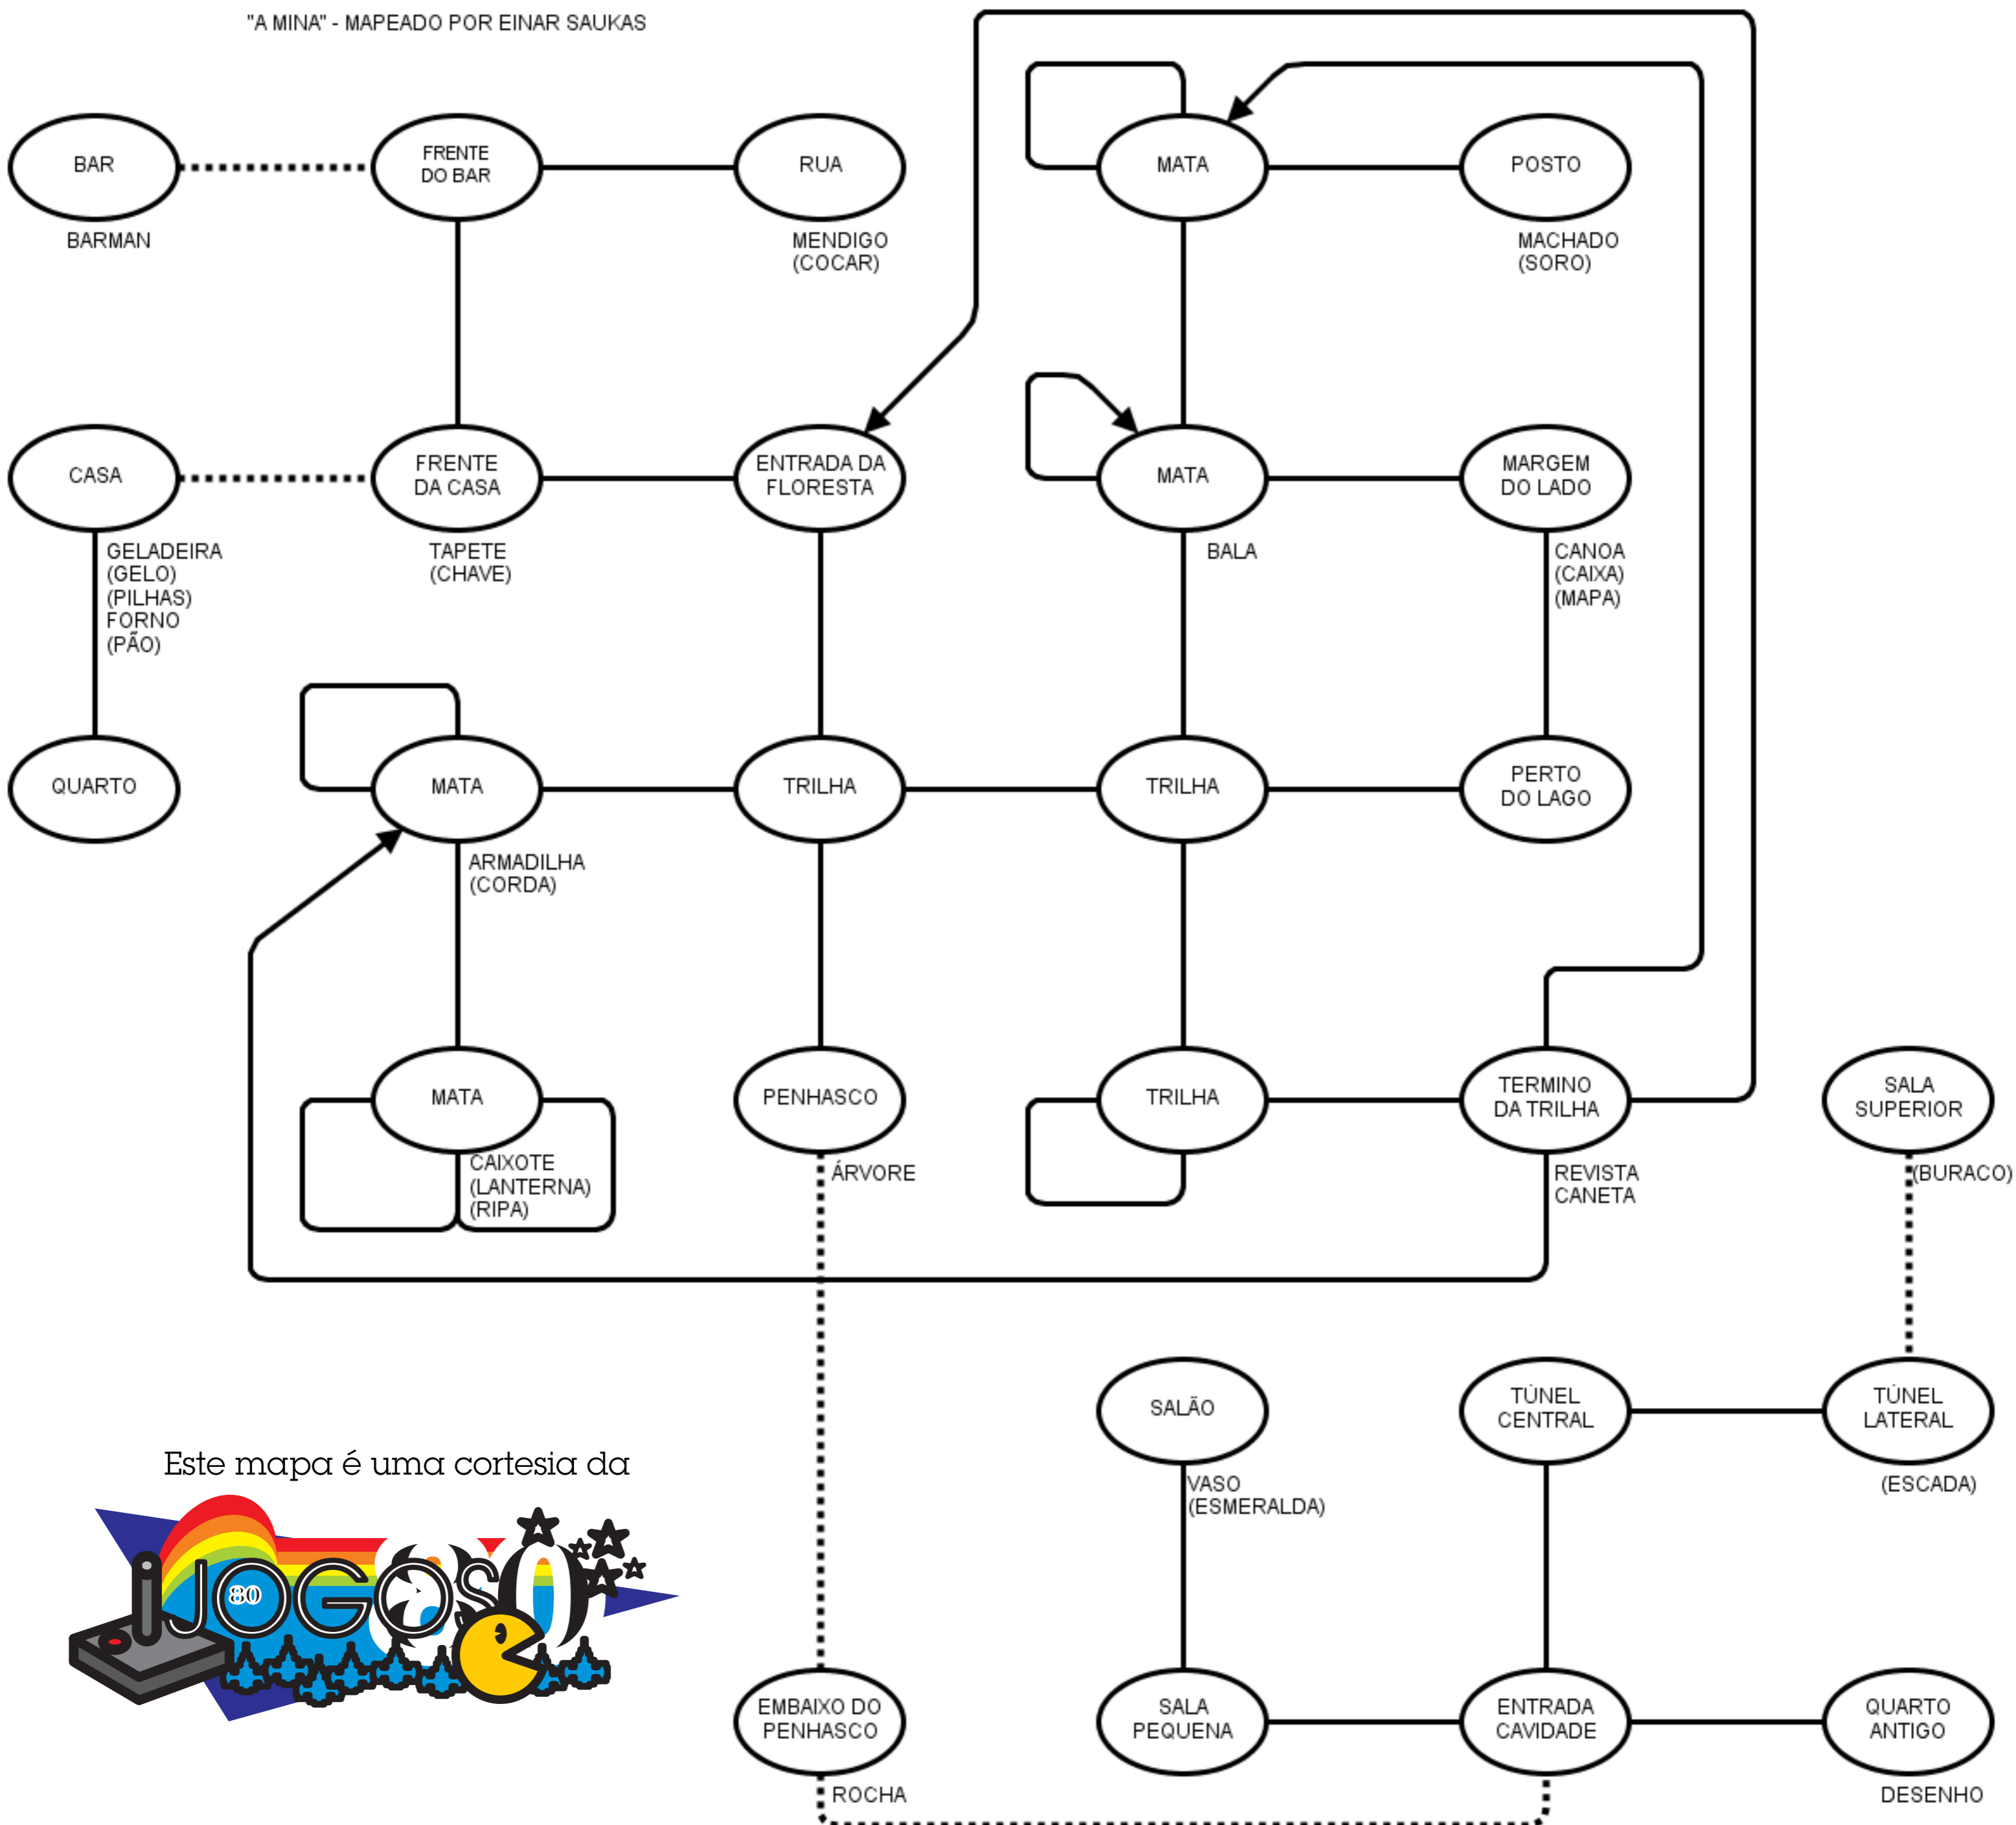 "A MINA" - MAPEADO POR EINAR SAUKAS
BAR
BARMAN
FRENTE
DO BAR
RUA
MENDIGO
(COCAR)
MATA
POSTO
MACHADO
(SORO)
CASA
GELADEIRA
(GELO)
(PILHAS)
FORNO
(PÃO)
FRENTE
DA CASA
TAPETE
(CHAVE)
ENTRADA DA
FLORESTA
MATA
BALA
MARGEM
DO LADO
CANOA
(CAIXA)
(MAPA)
QUARTO
MATA
ARMADILHA
(CORDA)
TRILHA
TRILHA
PERTO
DO LAGO
MATA
CAIXOTE
(LANTERNA)
(RIPA)
PENHASCO
ÁRVORE
TRILHA
TERMINO
DA TRILHA
REVISTA
CANETA
SALA
SUPERIOR
(BURACO)
SALÃO
VASO
(ESMERALDA)
TÚNEL
CENTRAL
TÚNEL
LATERAL
(ESCADA)
Este mapa é uma cortesia da
JOGOS 80
80
EMBAIXO DO
PENHASCO
ROCHA
SALA
PEQUENA
ENTRADA
CAVIDADE
QUARTO
ANTIGO
DESENHO